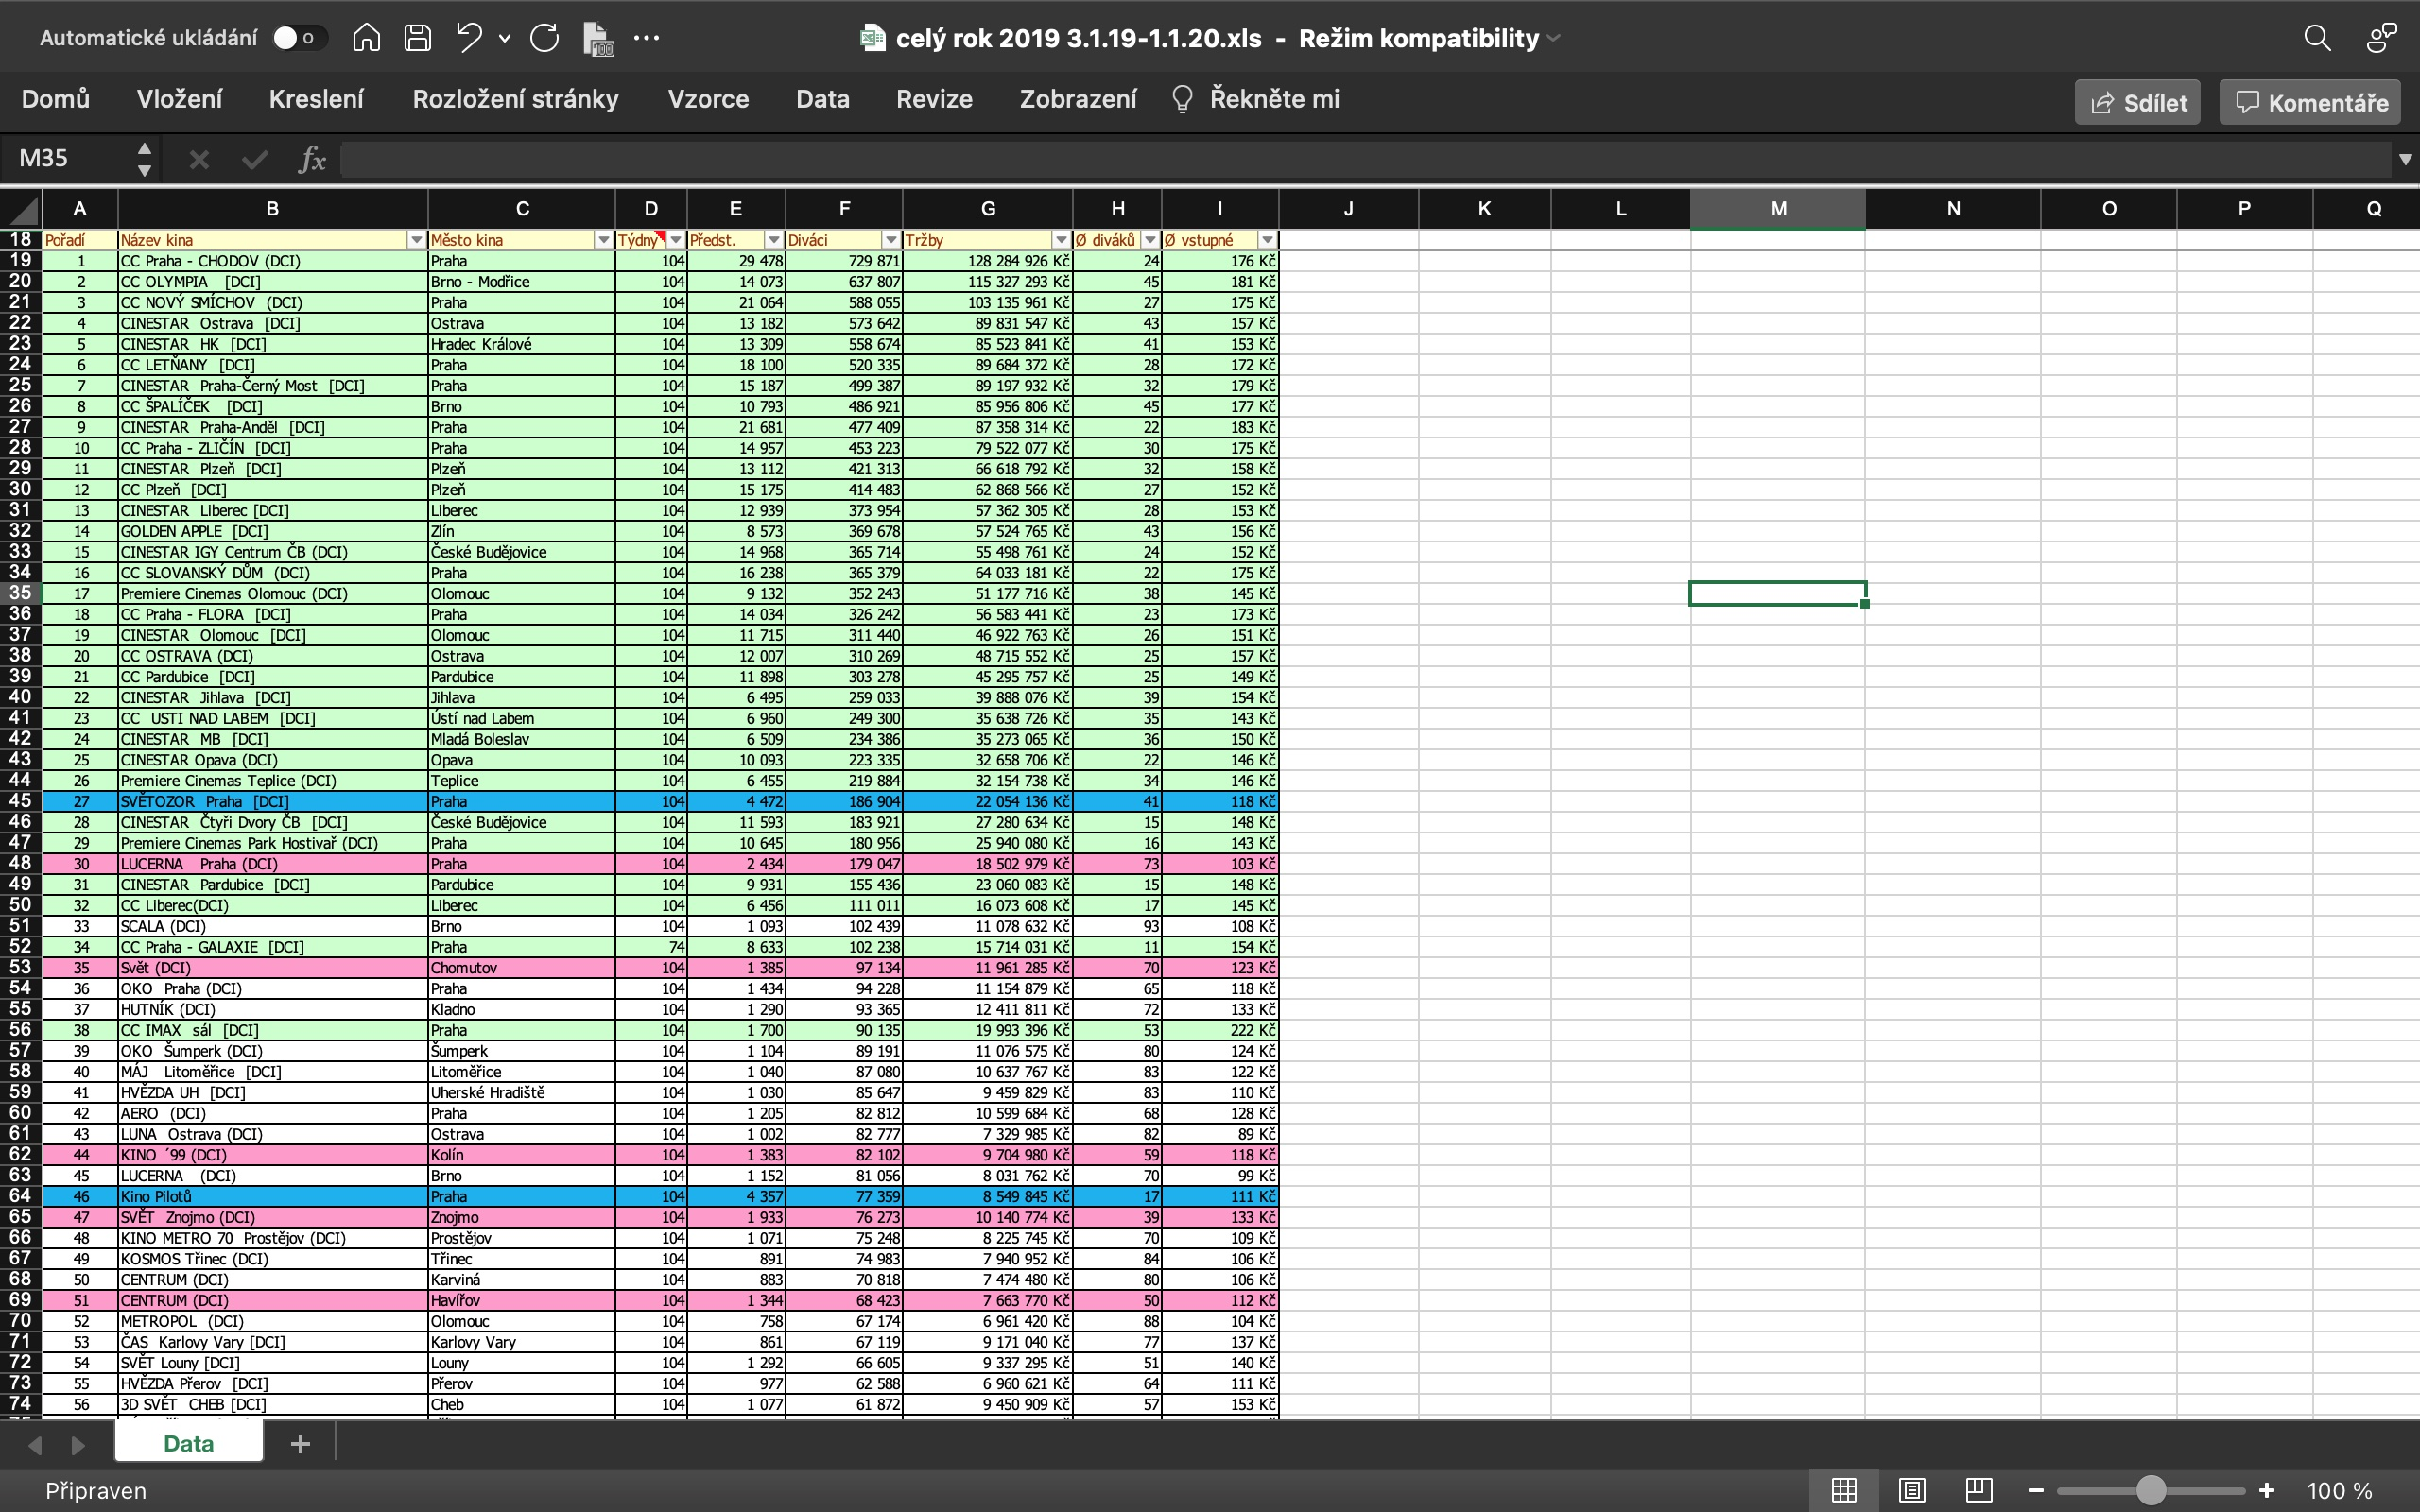 Automatické ukládání
celý rok 2019 3.1.19-1.1.20.xls - Režim kompatibility
Domů Vložení Kreslení Rozložení stránky Vzorce Data Revize Zobrazení Řekněte mi Sdílet Komentáře
M35 fx
A B C D E F G H I J K L M N O P Q
18 Pořadí Název kina Město kina Týdny Předst. Diváci Tržby Ø diváků Ø vstupné
19 1 CC Praha - CHODOV (DCI) Praha 104 29 478 729 871 128 284 926 Kč 24 176 Kč
20 2 CC OLYMPIA [DCI] Brno - Modřice 104 14 073 637 807 115 327 293 Kč 45 181 Kč
21 3 CC NOVÝ SMÍCHOV (DCI) Praha 104 21 064 588 055 103 135 961 Kč 27 175 Kč
22 4 CINESTAR Ostrava [DCI] Ostrava 104 13 182 573 642 89 831 547 Kč 43 157 Kč
23 5 CINESTAR HK [DCI] Hradec Králové 104 13 309 558 674 85 523 841 Kč 41 153 Kč
24 6 CC LETŇANY [DCI] Praha 104 18 100 520 335 89 684 372 Kč 28 172 Kč
25 7 CINESTAR Praha-Černý Most [DCI] Praha 104 15 187 499 387 89 197 932 Kč 32 179 Kč
26 8 CC ŠPALÍČEK [DCI] Brno 104 10 793 486 921 85 956 806 Kč 45 177 Kč
27 9 CINESTAR Praha-Anděl [DCI] Praha 104 21 681 477 409 87 358 314 Kč 22 183 Kč
28 10 CC Praha - ZLIČÍN [DCI] Praha 104 14 957 453 223 79 522 077 Kč 30 175 Kč
29 11 CINESTAR Plzeň [DCI] Plzeň 104 13 112 421 313 66 618 792 Kč 32 158 Kč
30 12 CC Plzeň [DCI] Plzeň 104 15 175 414 483 62 868 566 Kč 27 152 Kč
31 13 CINESTAR Liberec [DCI] Liberec 104 12 939 373 954 57 362 305 Kč 28 153 Kč
32 14 GOLDEN APPLE [DCI] Zlín 104 8 573 369 678 57 524 765 Kč 43 156 Kč
33 15 CINESTAR IGY Centrum ČB (DCI) České Budějovice 104 14 968 365 714 55 498 761 Kč 24 152 Kč
34 16 CC SLOVANSKÝ DŮM (DCI) Praha 104 16 238 365 379 64 033 181 Kč 22 175 Kč
35 17 Premiere Cinemas Olomouc (DCI) Olomouc 104 9 132 352 243 51 177 716 Kč 38 145 Kč
36 18 CC Praha - FLORA [DCI] Praha 104 14 034 326 242 56 583 441 Kč 23 173 Kč
37 19 CINESTAR Olomouc [DCI] Olomouc 104 11 715 311 440 46 922 763 Kč 26 151 Kč
38 20 CC OSTRAVA (DCI) Ostrava 104 12 007 310 269 48 715 552 Kč 25 157 Kč
39 21 CC Pardubice [DCI] Pardubice 104 11 898 303 278 45 295 757 Kč 25 149 Kč
40 22 CINESTAR Jihlava [DCI] Jihlava 104 6 495 259 033 39 888 076 Kč 39 154 Kč
41 23 CC USTI NAD LABEM [DCI] Ústí nad Labem 104 6 960 249 300 35 638 726 Kč 35 143 Kč
42 24 CINESTAR MB [DCI] Mladá Boleslav 104 6 509 234 386 35 273 065 Kč 36 150 Kč
43 25 CINESTAR Opava (DCI) Opava 104 10 093 223 335 32 658 706 Kč 22 146 Kč
44 26 Premiere Cinemas Teplice (DCI) Teplice 104 6 455 219 884 32 154 738 Kč 34 146 Kč
45 27 SVĚTOZOR Praha [DCI] Praha 104 4 472 186 904 22 054 136 Kč 41 118 Kč
46 28 CINESTAR Čtyři Dvory ČB [DCI] České Budějovice 104 11 593 183 921 27 280 634 Kč 15 148 Kč
47 29 Premiere Cinemas Park Hostivař (DCI) Praha 104 10 645 180 956 25 940 080 Kč 16 143 Kč
48 30 LUCERNA Praha (DCI) Praha 104 2 434 179 047 18 502 979 Kč 73 103 Kč
49 31 CINESTAR Pardubice [DCI] Pardubice 104 9 931 155 436 23 060 083 Kč 15 148 Kč
50 32 CC Liberec(DCI) Liberec 104 6 456 111 011 16 073 608 Kč 17 145 Kč
51 33 SCALA (DCI) Brno 104 1 093 102 439 11 078 632 Kč 93 108 Kč
52 34 CC Praha - GALAXIE [DCI] Praha 74 8 633 102 238 15 714 031 Kč 11 154 Kč
53 35 Svět (DCI) Chomutov 104 1 385 97 134 11 961 285 Kč 70 123 Kč
54 36 OKO Praha (DCI) Praha 104 1 434 94 228 11 154 879 Kč 65 118 Kč
55 37 HUTNÍK (DCI) Kladno 104 1 290 93 365 12 411 811 Kč 72 133 Kč
56 38 CC IMAX sál [DCI] Praha 104 1 700 90 135 19 993 396 Kč 53 222 Kč
57 39 OKO Šumperk (DCI) Šumperk 104 1 104 89 191 11 076 575 Kč 80 124 Kč
58 40 MÁJ Litoměřice [DCI] Litoměřice 104 1 040 87 080 10 637 767 Kč 83 122 Kč
59 41 HVĚZDA UH [DCI] Uherské Hradiště 104 1 030 85 647 9 459 829 Kč 83 110 Kč
60 42 AERO (DCI) Praha 104 1 205 82 812 10 599 684 Kč 68 128 Kč
61 43 LUNA Ostrava (DCI) Ostrava 104 1 002 82 777 7 329 985 Kč 82 89 Kč
62 44 KINO ´99 (DCI) Kolín 104 1 383 82 102 9 704 980 Kč 59 118 Kč
63 45 LUCERNA (DCI) Brno 104 1 152 81 056 8 031 762 Kč 70 99 Kč
64 46 Kino Pilotů Praha 104 4 357 77 359 8 549 845 Kč 17 111 Kč
65 47 SVĚT Znojmo (DCI) Znojmo 104 1 933 76 273 10 140 774 Kč 39 133 Kč
66 48 KINO METRO 70 Prostějov (DCI) Prostějov 104 1 071 75 248 8 225 745 Kč 70 109 Kč
67 49 KOSMOS Třinec (DCI) Třinec 104 891 74 983 7 940 952 Kč 84 106 Kč
68 50 CENTRUM (DCI) Karviná 104 883 70 818 7 474 480 Kč 80 106 Kč
69 51 CENTRUM (DCI) Havířov 104 1 344 68 423 7 663 770 Kč 50 112 Kč
70 52 METROPOL (DCI) Olomouc 104 758 67 174 6 961 420 Kč 88 104 Kč
71 53 ČAS Karlovy Vary [DCI] Karlovy Vary 104 861 67 119 9 171 040 Kč 77 137 Kč
72 54 SVĚT Louny [DCI] Louny 104 1 292 66 605 9 337 295 Kč 51 140 Kč
73 55 HVĚZDA Přerov [DCI] Přerov 104 977 62 588 6 960 621 Kč 64 111 Kč
74 56 3D SVĚT CHEB [DCI] Cheb 104 1 077 61 872 9 450 909 Kč 57 153 Kč
Data
Připraven 100 %